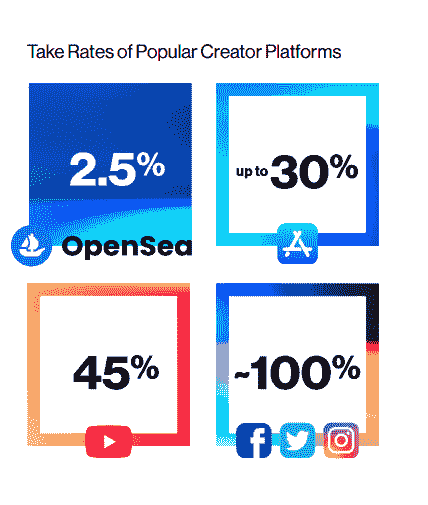 Take Rates of Popular Creator Platforms
2.5%
up to 30%
OpenSea
45%
~100%